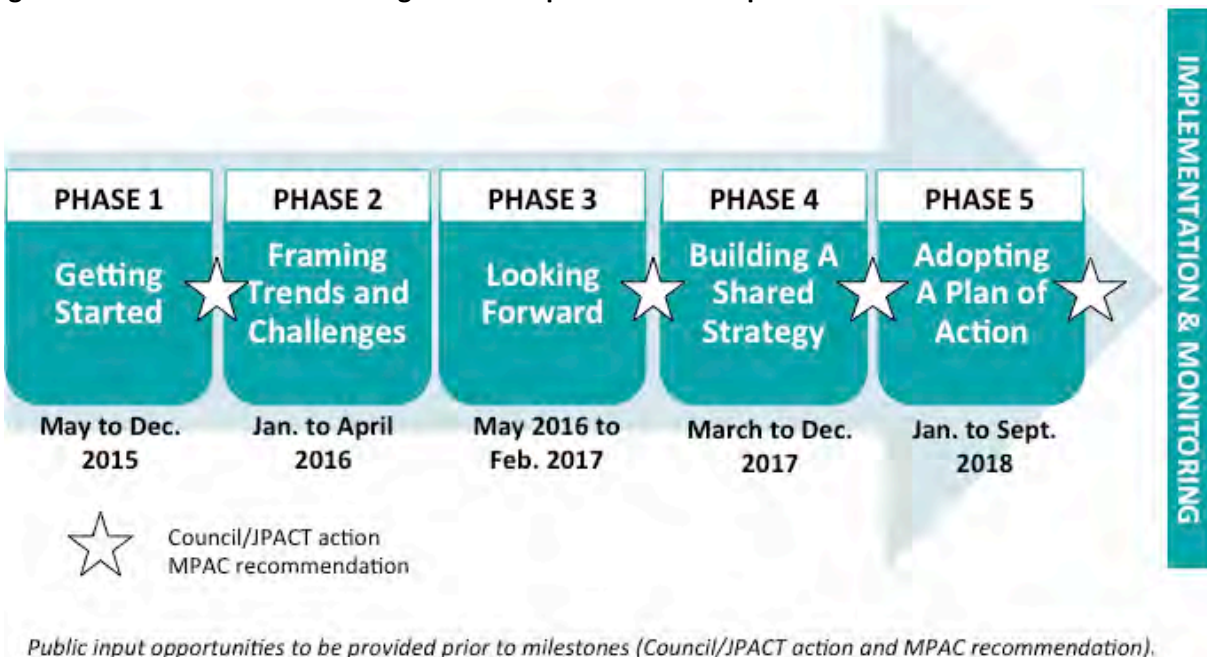 PHASE 1
Getting
Started
May to Dec.
2015
PHASE 2
Framing
Trends and
Challenges
Jan. to April
2016
PHASE 3
Looking
Forward
May 2016 to
Feb. 2017
PHASE 4
Building A
Shared
Strategy
March to Dec.
2017
PHASE 5
Adopting
A Plan of
Action
Jan. to Sept.
2018
IMPLEMENTATION & MONITORING
Council/JPACT action
MPAC recommendation
Public input opportunities to be provided prior to milestones (Council/JPACT action and MPAC recommendation).